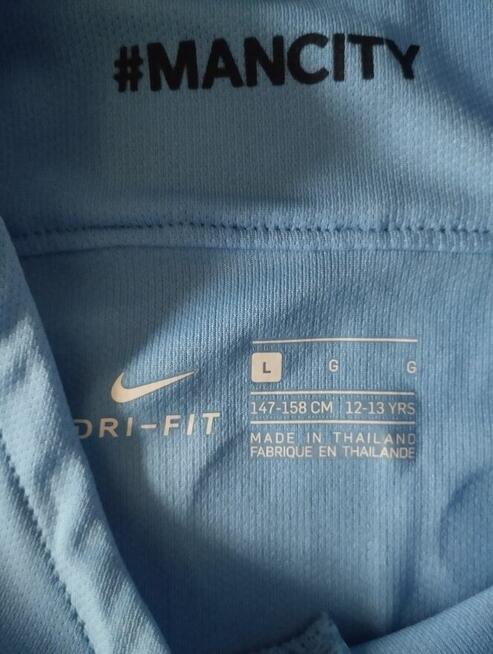 #MANCITY
L G G
147-158 CM 12-13 YRS
DRI-FIT
MADE IN THAILAND
FABRIQUE EN THAILANDE